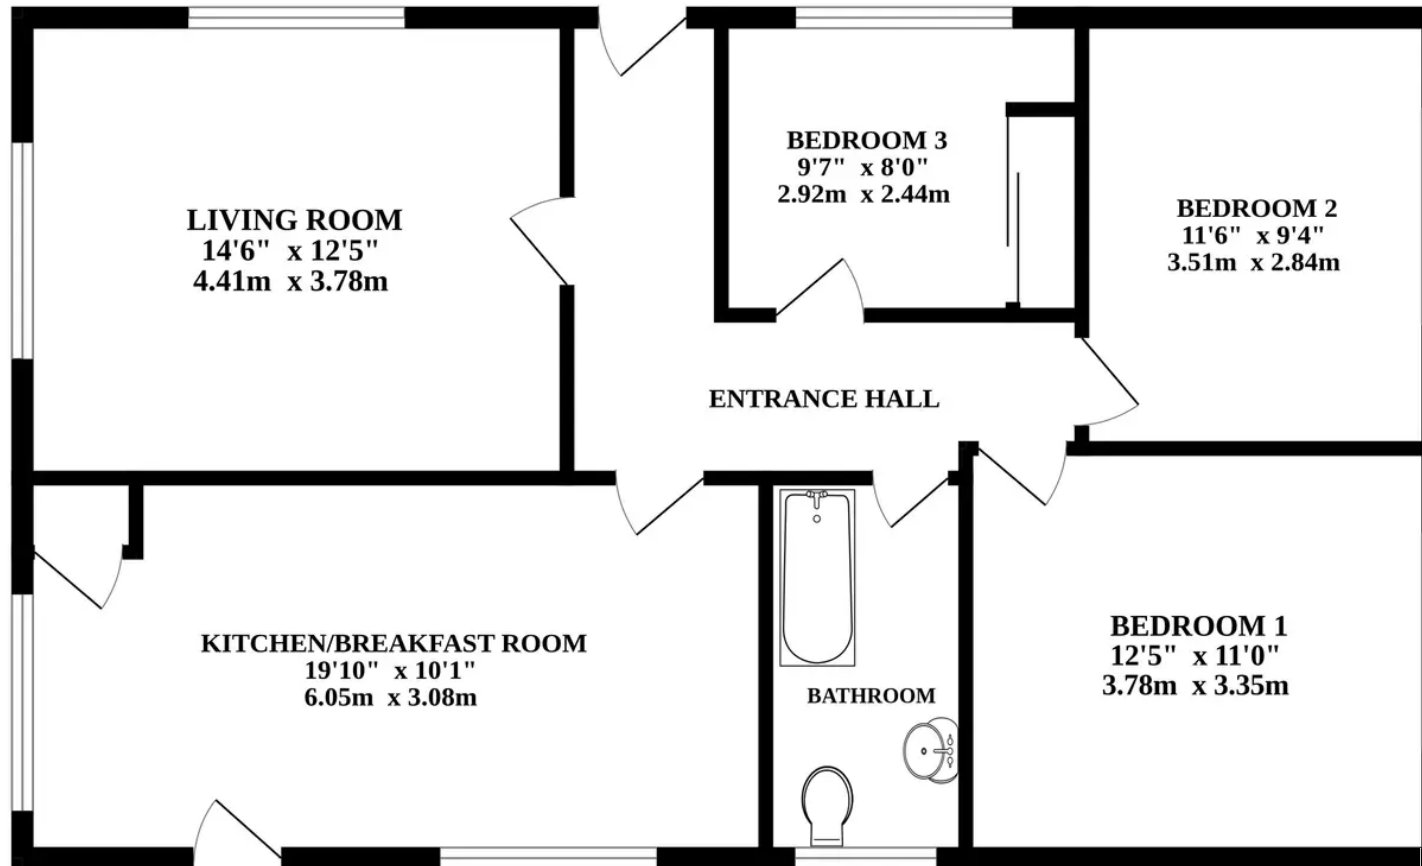 LIVING ROOM
14'6" x 12'5"
4.41m x 3.78m
BEDROOM 3
9'7" x 8'0"
2.92m x 2.44m
BEDROOM 2
11'6" x 9'4"
3.51m x 2.84m
ENTRANCE HALL
KITCHEN/BREAKFAST ROOM
19'10" x 10'1"
6.05m x 3.08m
BATHROOM
BEDROOM 1
12'5" x 11'0"
3.78m x 3.35m